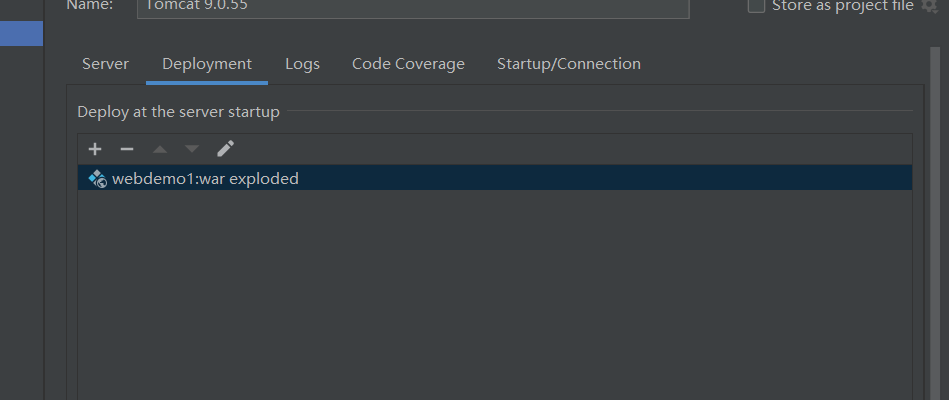 Name: Tomcat 9.0.55 Store as project file
Server Deployment Logs Code Coverage Startup/Connection
Deploy at the server startup
webdemo1:war exploded